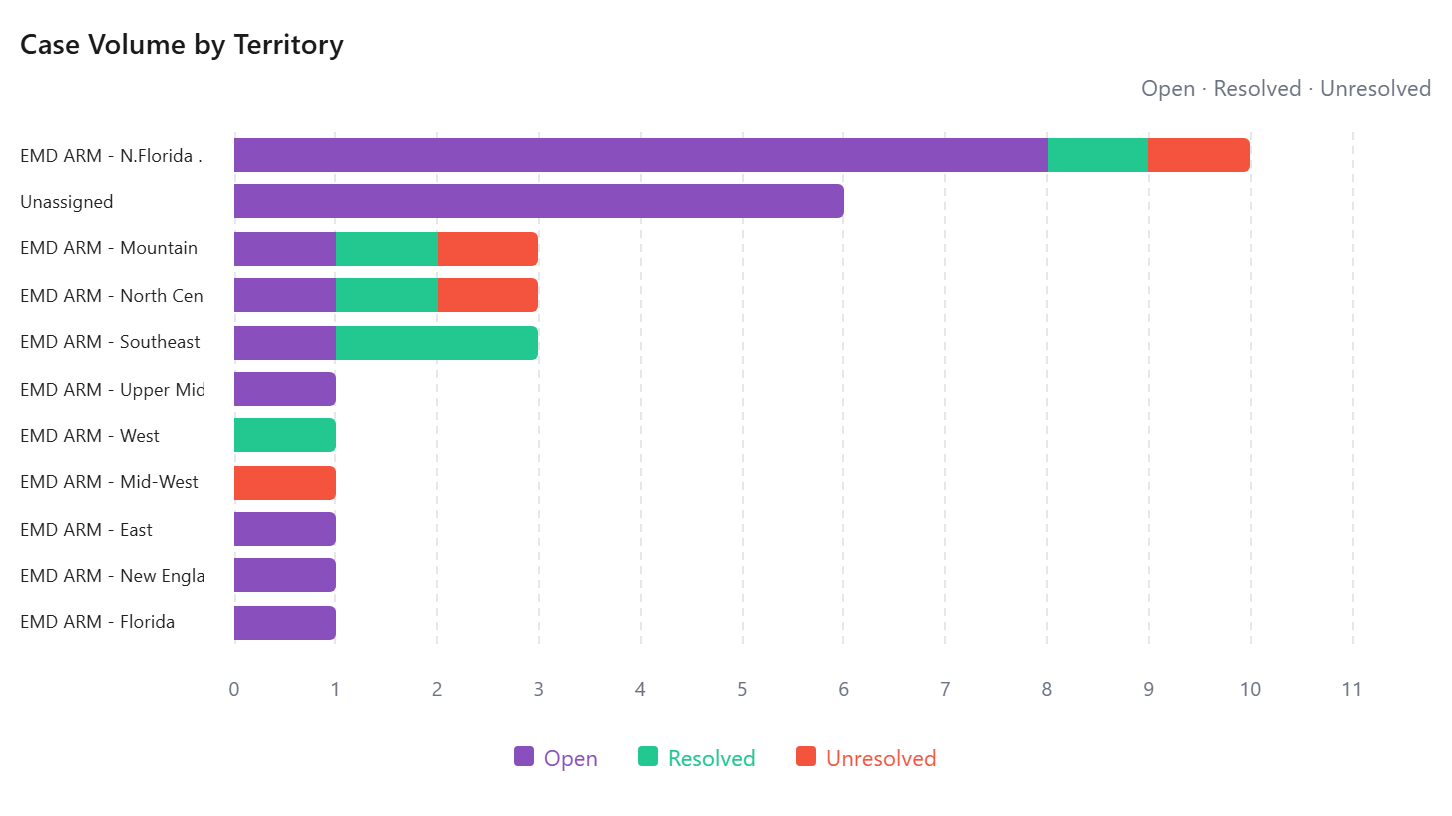 Case Volume by Territory
Open · Resolved · Unresolved
EMD ARM - N.Florida .
Unassigned
EMD ARM - Mountain
EMD ARM - North Cen
EMD ARM - Southeast
EMD ARM - Upper Mid
EMD ARM - West
EMD ARM - Mid-West
EMD ARM - East
EMD ARM - New Engla
EMD ARM - Florida
0 1 2 3 4 5 6 7 8 9 10 11
Open Resolved Unresolved